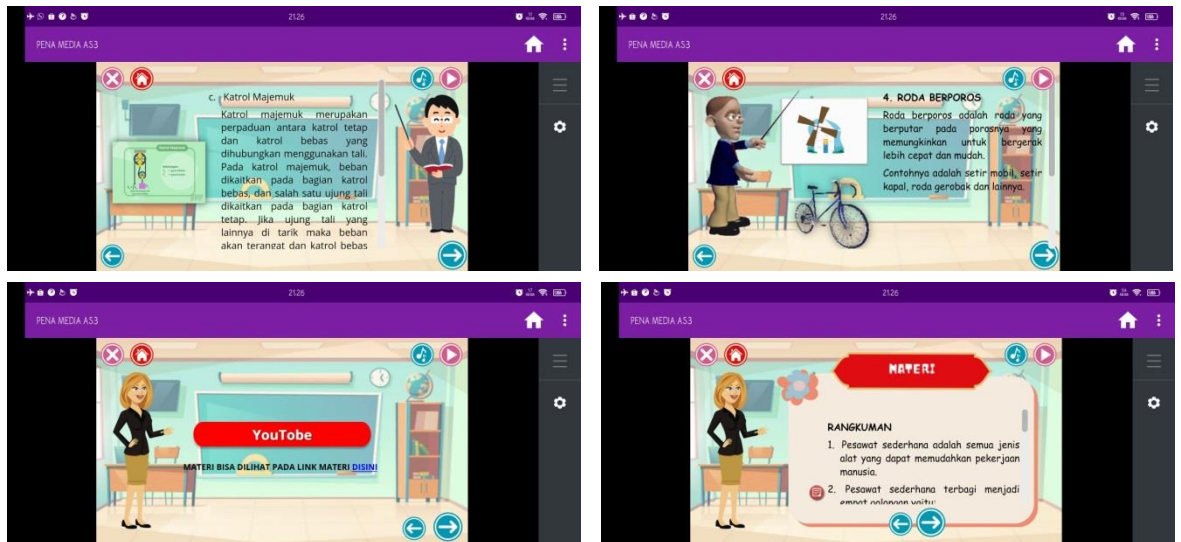 21.26
PENA MEDIA AS3
c. Katrol Majemuk
Katrol majemuk merupakan
perpaduan antara katrol tetap
dan katrol bebas yang
dihubungkan menggunakan tali.
Pada katrol majemuk, beban
dikaitkan pada bagian katrol
bebas, dan salah satu ujung tali
dikaitkan pada bagian katrol
tetap. Jika ujung tali yang
lainnya di tarik maka beban
akan terangat dan katrol bebas
21.26
PENA MEDIA AS3
4. RODA BERPOROS
Roda berporos adalah roda yang
berputar pada porosnya yang
memungkinkan untuk bergerak
lebih cepat dan mudah.
Contohnya adalah setir mobil, setir
kapal, roda gerobak dan lainnya.
21.26
PENA MEDIA AS3
YouTobe
MATERI BISA DILIHAT PADA LINK MATERI DISINI
21.26
PENA MEDIA AS3
MATERI
RANGKUMAN
1. Pesawat sederhana adalah semua jenis
alat yang dapat memudahkan pekerjaan
manusia.
2. Pesawat sederhana terbagi menjadi
empat golongan yaitu: